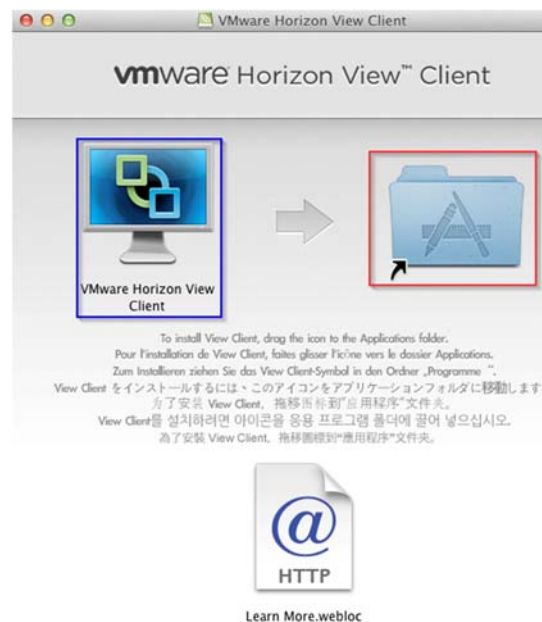 VMware Horizon View Client
vmware Horizon View™ Client
VMware Horizon View
Client
To install View Client, drag the icon to the Applications folder.
Pour l'installation de View Client, faites glisser l'icône vers le dossier Applications.
Zum Installieren ziehen Sie das View Client-Symbol in den Ordner „Programme “.
View Client をインストールするには、このアイコンをアプリケーションフォルダに移動します
为了安装 View Client, 拖移图标到"应用程序"文件夹。
View Client를 설치하려면 아이콘을 응용 프로그램 폴더에 끌어 넣으십시오.
為了安裝 View Client, 拖移圖標到"應用程序"文件夾。
HTTP
Learn More.webloc